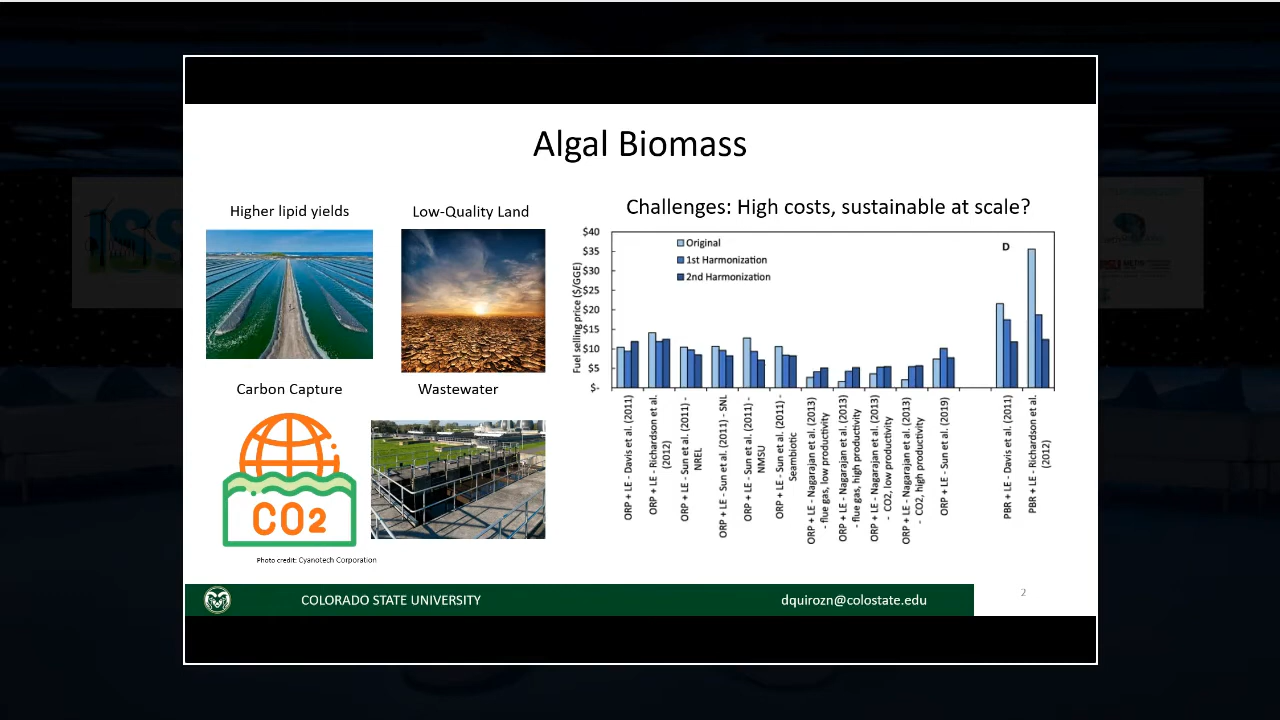 Algal Biomass
Higher lipid yields
Low-Quality Land
Carbon Capture
Wastewater
CO2
Photo credit: Cyanotech Corporation
Challenges: High costs, sustainable at scale?
Fuel selling price ($/GGE)
$40
$35
$30
$25
$20
$15
$10
$5
$-
Original
1st Harmonization
2nd Harmonization
D
ORP + LE - Davis et al. (2011)
ORP + LE - Richardson et al.
(2012)
ORP + LE - Sun et al. (2011) -
NREL
ORP + LE - Sun et al. (2011) - SNL
ORP + LE - Sun et al. (2011) -
NMSU
ORP + LE - Sun et al. (2011) -
Seambiotic
ORP + LE - Nagarajan et al. (2013)
- flue gas, low productivity
ORP + LE - Nagarajan et al. (2013)
- flue gas, high productivity
ORP + LE - Nagarajan et al. (2013)
- CO2, low productivity
ORP + LE - Nagarajan et al. (2013)
- CO2, high productivity
ORP + LE - Sun et al. (2019)
PBR + LE - Davis et al. (2011)
PBR + LE - Richardson et al.
(2012)
COLORADO STATE UNIVERSITY
dquirozn@colostate.edu
2